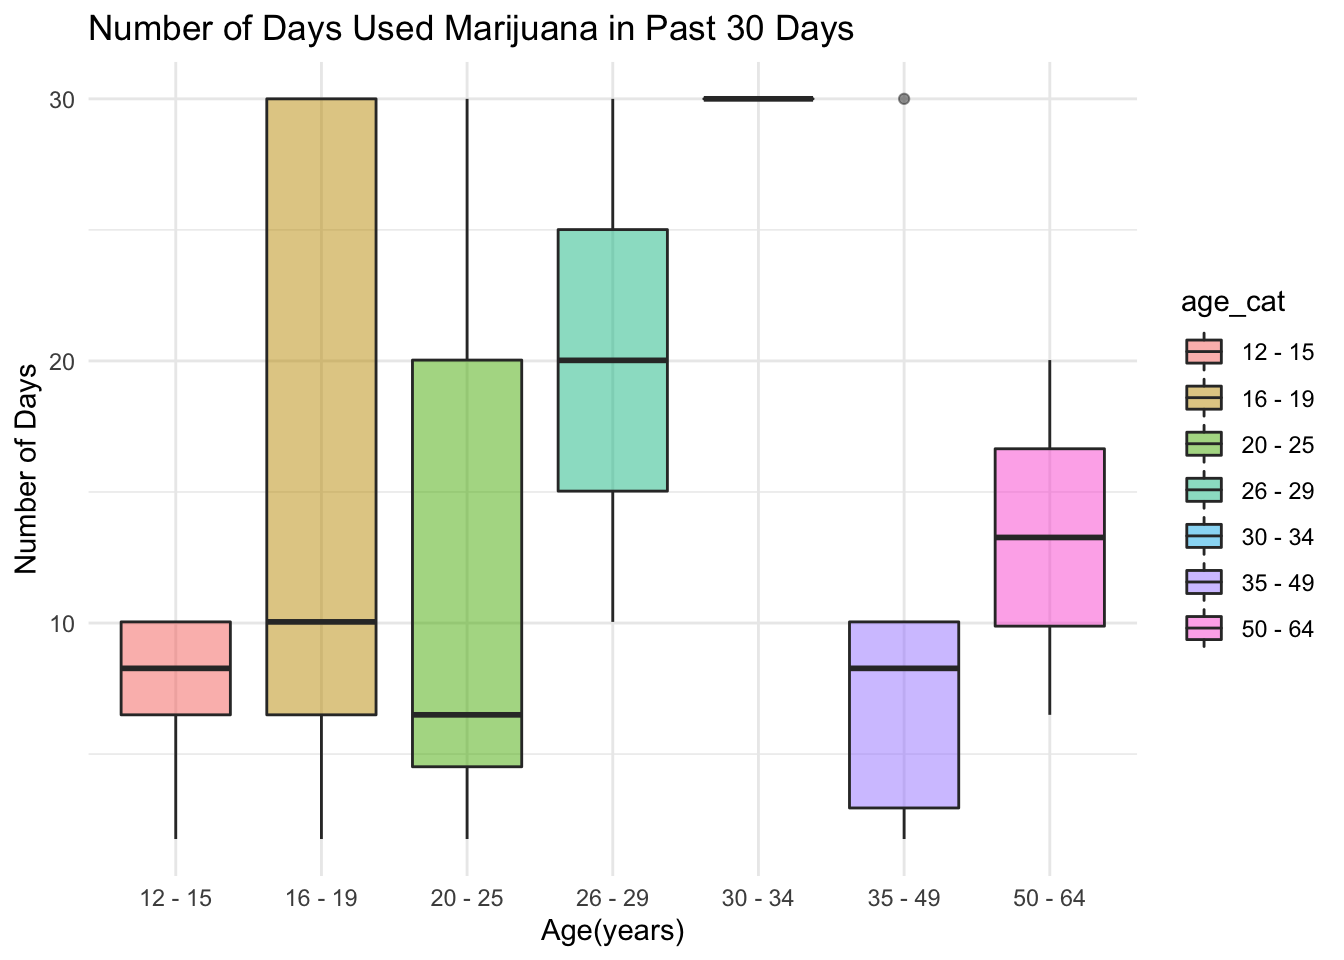 Number of Days Used Marijuana in Past 30 Days
Number of Days
30
20
10
12 - 15
16 - 19
20 - 25
26 - 29
30 - 34
35 - 49
50 - 64
Age(years)
age_cat
12 - 15
16 - 19
20 - 25
26 - 29
30 - 34
35 - 49
50 - 64